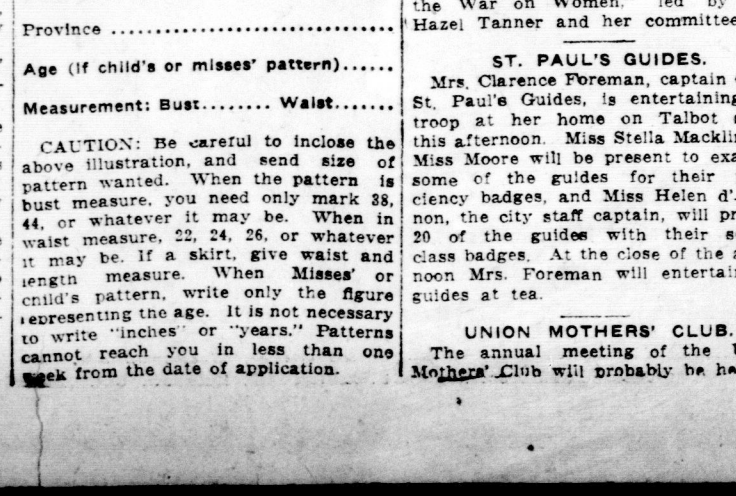 Province ................................
Age (if child's or misses' pattern)......
Measurement: Bust........ Waist.......
CAUTION: Be careful to inclose the
above illustration, and send size of
pattern wanted. When the pattern is
bust measure, you need only mark 38,
44, or whatever it may be. When in
waist measure, 22, 24, 26, or whatever
it may be. If a skirt, give waist and
length measure. When Misses' or
child's pattern, write only the figure
representing the age. It is not necessary
to write "inches" or "years." Patterns
cannot reach you in less than one
week from the date of application.
the War on Women, led by
Hazel Tanner and her committee
ST. PAUL'S GUIDES.
Mrs. Clarence Foreman, captain
St. Paul's Guides, is entertaining
troop at her home on Talbot
this afternoon. Miss Stella Mackli
Miss Moore will be present to exa
some of the guides for their
ciency badges, and Miss Helen d'
non, the city staff captain, will pr
20 of the guides with their s
class badges. At the close of the a
noon Mrs. Foreman will entertai
guides at tea.
UNION MOTHERS' CLUB.
The annual meeting of the
Mothers' Club will probably be he